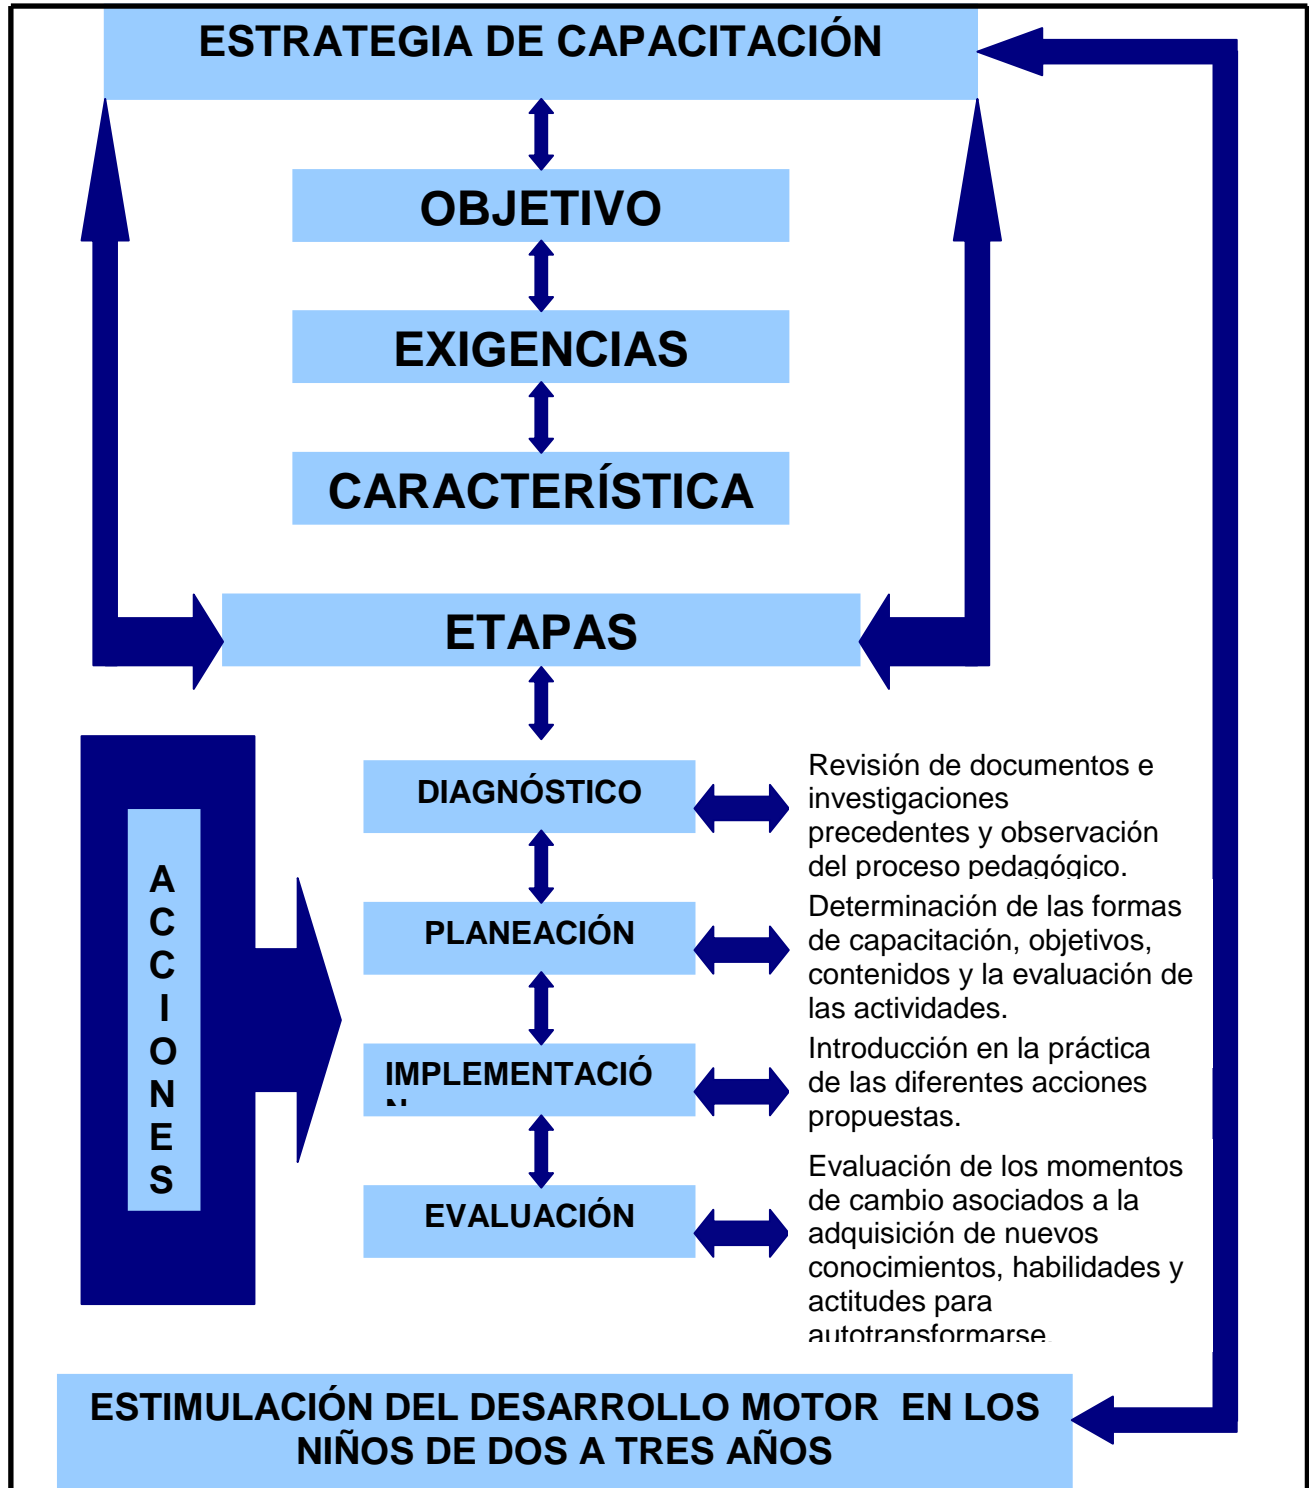 ESTRATEGIA DE CAPACITACIÓN
OBJETIVO
EXIGENCIAS
CARACTERÍSTICA
ETAPAS
ACCIONES
DIAGNÓSTICO
Revisión de documentos e
investigaciones
precedentes y observación
del proceso pedagógico.
PLANEACIÓN
Determinación de las formas
de capacitación, objetivos,
contenidos y la evaluación de
las actividades.
IMPLEMENTACIÓ
N
Introducción en la práctica
de las diferentes acciones
propuestas.
EVALUACIÓN
Evaluación de los momentos
de cambio asociados a la
adquisición de nuevos
conocimientos, habilidades y
actitudes para
autotransformarse.
ESTIMULACIÓN DEL DESARROLLO MOTOR EN LOS
NIÑOS DE DOS A TRES AÑOS